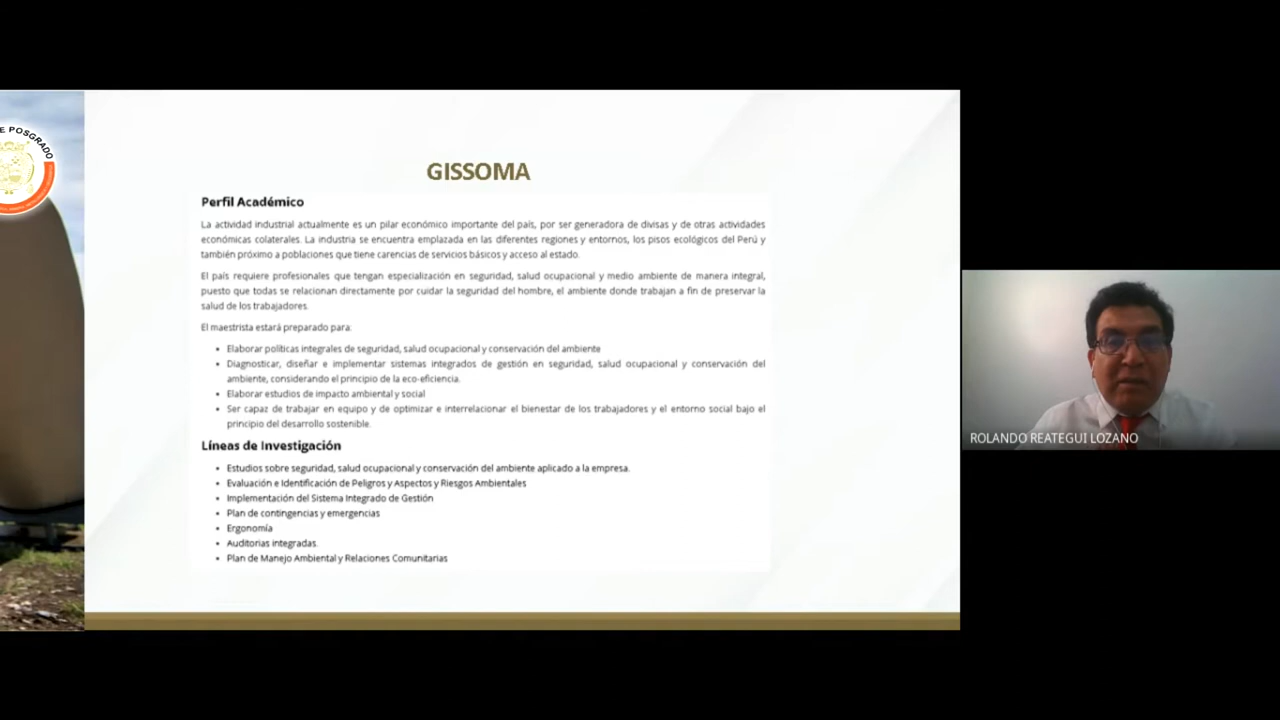 E POSGRADO
GISSOMA
Perfil Académico
La actividad industrial actualmente es un pilar económico importante del país, por ser generadora de divisas y de otras actividades
económicas colaterales. La industria se encuentra emplazada en las diferentes regiones y entornos, los pisos ecológicos del Perú y
también próximo a poblaciones que tiene carencias de servicios básicos y acceso al estado.
El país requiere profesionales que tengan especialización en seguridad, salud ocupacional y medio ambiente de manera integral,
puesto que todas se relacionan directamente por cuidar la seguridad del hombre, el ambiente donde trabajan a fin de preservar la
salud de los trabajadores.
El maestrista estará preparado para:
• Elaborar políticas integrales de seguridad, salud ocupacional y conservación del ambiente
• Diagnosticar, diseñar e implementar sistemas integrados de gestión en seguridad, salud ocupacional y conservación del
ambiente, considerando el principio de la eco-eficiencia.
• Elaborar estudios de impacto ambiental y social
• Ser capaz de trabajar en equipo y de optimizar e interrelacionar el bienestar de los trabajadores y el entorno social bajo el
principio del desarrollo sostenible.
Líneas de Investigación
• Estudios sobre seguridad, salud ocupacional y conservación del ambiente aplicado a la empresa.
• Evaluación e Identificación de Peligros y Aspectos y Riesgos Ambientales
• Implementación del Sistema Integrado de Gestión
• Plan de contingencias y emergencias
• Ergonomía
• Auditorias integradas.
• Plan de Manejo Ambiental y Relaciones Comunitarias
ROLANDO REATEGUI LOZANO